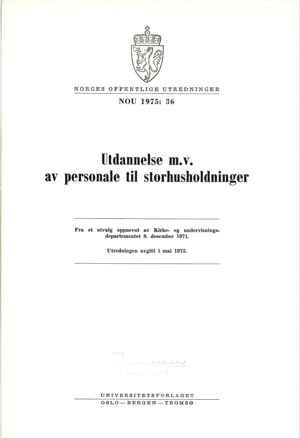 NORGES OFFENTLIGE UTREDNINGER
NOU 1975: 36
Utdannelse m.v.
av personale til storhusholdninger
Fra et utvalg oppnevnt av Kirke- og undervisnings-
departementet 8. desember 1971.
Utredningen avgitt i mai 1975.
UNIVERSITETSFORLAGET
OSLO — BERGEN — TROMSØ